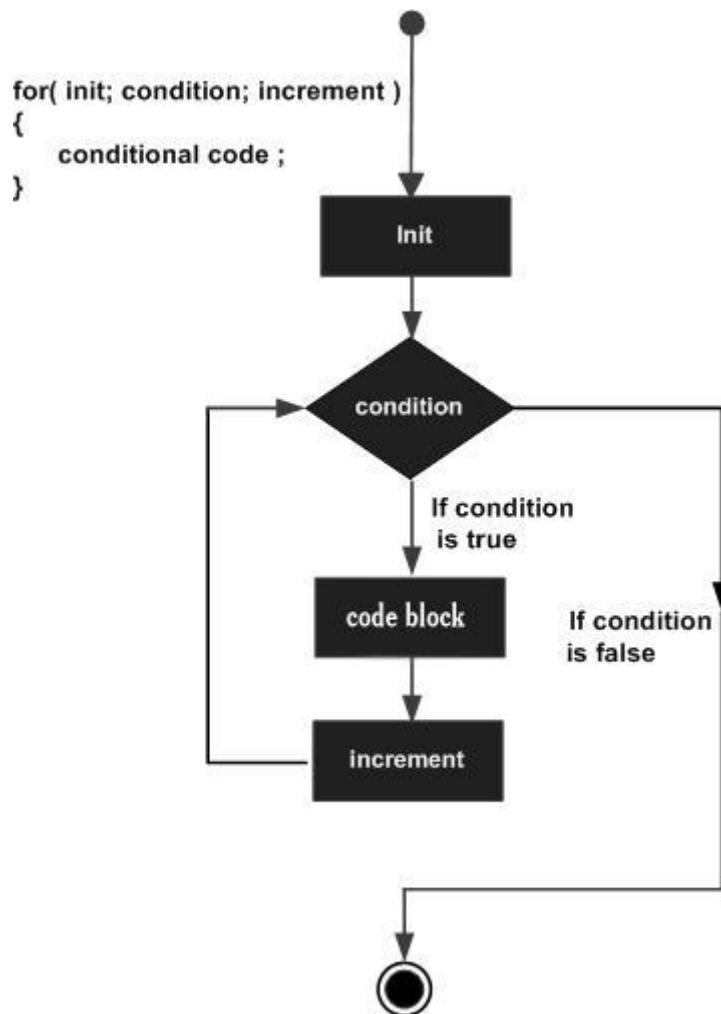 for( init; condition; increment )
{
conditional code ;
}
Init
condition
If condition
is true
code block
If condition
is false
increment